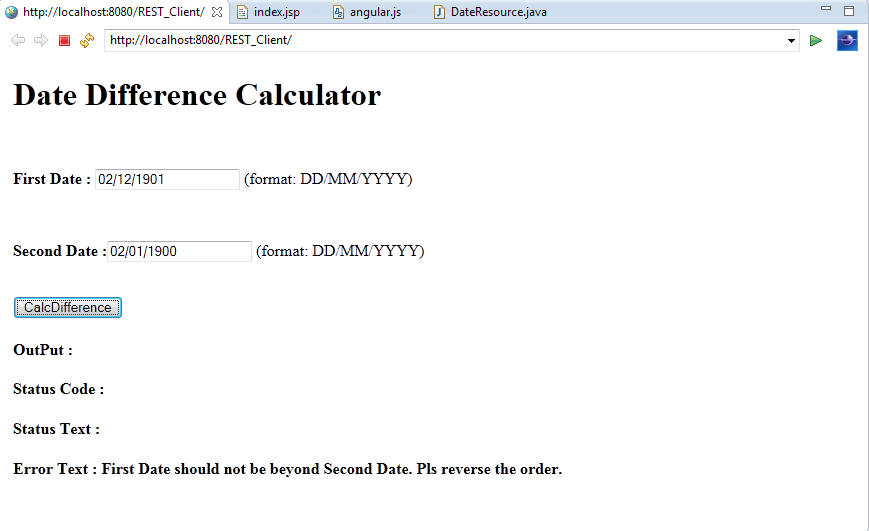 http://localhost:8080/REST_Client/ index.jsp angular.js DateResource.java
http://localhost:8080/REST_Client/
Date Difference Calculator
First Date : 02/12/1901 (format: DD/MM/YYYY)
Second Date : 02/01/1900 (format: DD/MM/YYYY)
CalcDifference
OutPut :
Status Code :
Status Text :
Error Text : First Date should not be beyond Second Date. Pls reverse the order.